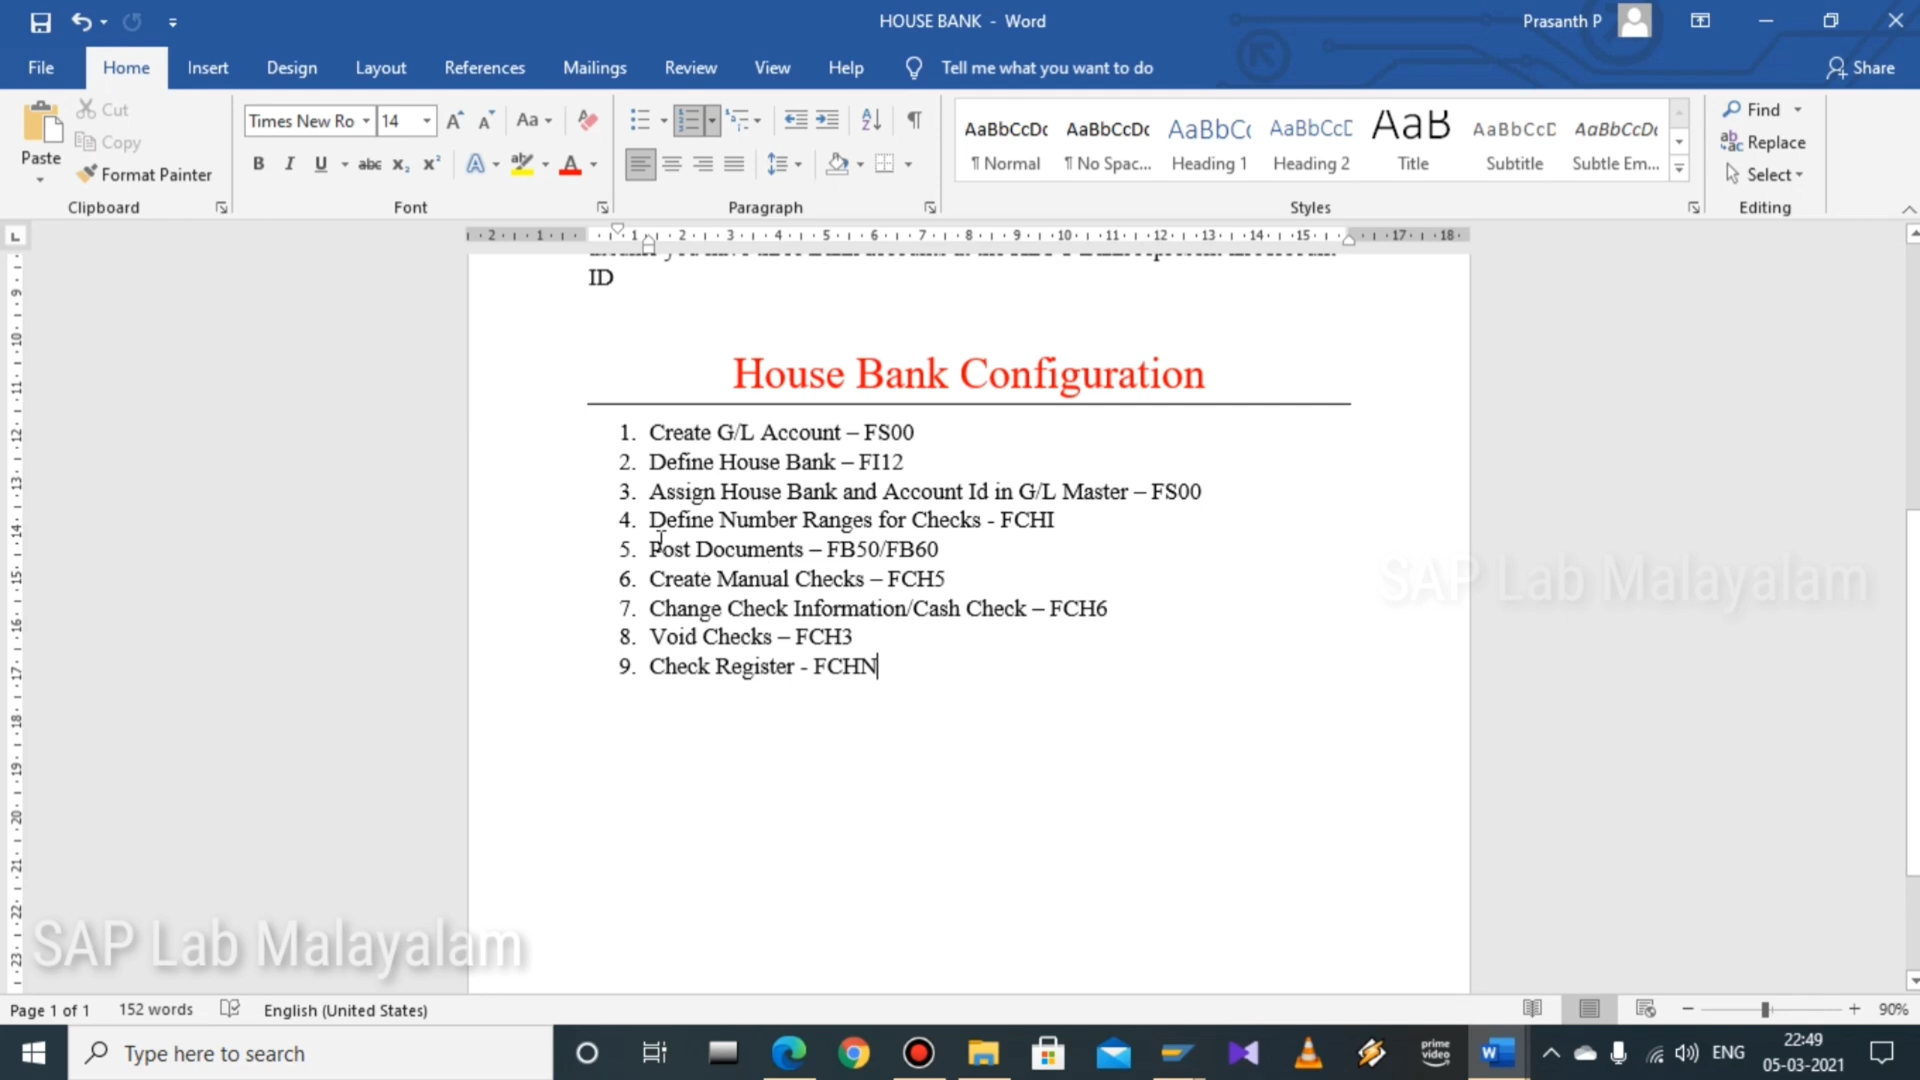 HOUSE BANK - Word
Prasanth P
File Home Insert Design Layout References Mailings Review View Help Tell me what you want to do Share
Paste
Cut
Copy
Format Painter
Clipboard
Times New Ro 14
Font
Paragraph
AaBbCcDc AaBbCcDc AaBbCc AaBbCcD AaB AaBbCcD AaBbCcDc
¶ Normal ¶ No Spac... Heading 1 Heading 2 Title Subtitle Subtle Em...
Styles
Find
Replace
Select
Editing
ID
House Bank Configuration
1. Create G/L Account – FS00
2. Define House Bank – FI12
3. Assign House Bank and Account Id in G/L Master – FS00
4. Define Number Ranges for Checks - FCHI
5. Post Documents – FB50/FB60
6. Create Manual Checks – FCH5
7. Change Check Information/Cash Check – FCH6
8. Void Checks – FCH3
9. Check Register - FCHN
SAP Lab Malayalam
SAP Lab Malayalam
Page 1 of 1 152 words English (United States) 90%
Type here to search
prime video
ENG
22:49
05-03-2021